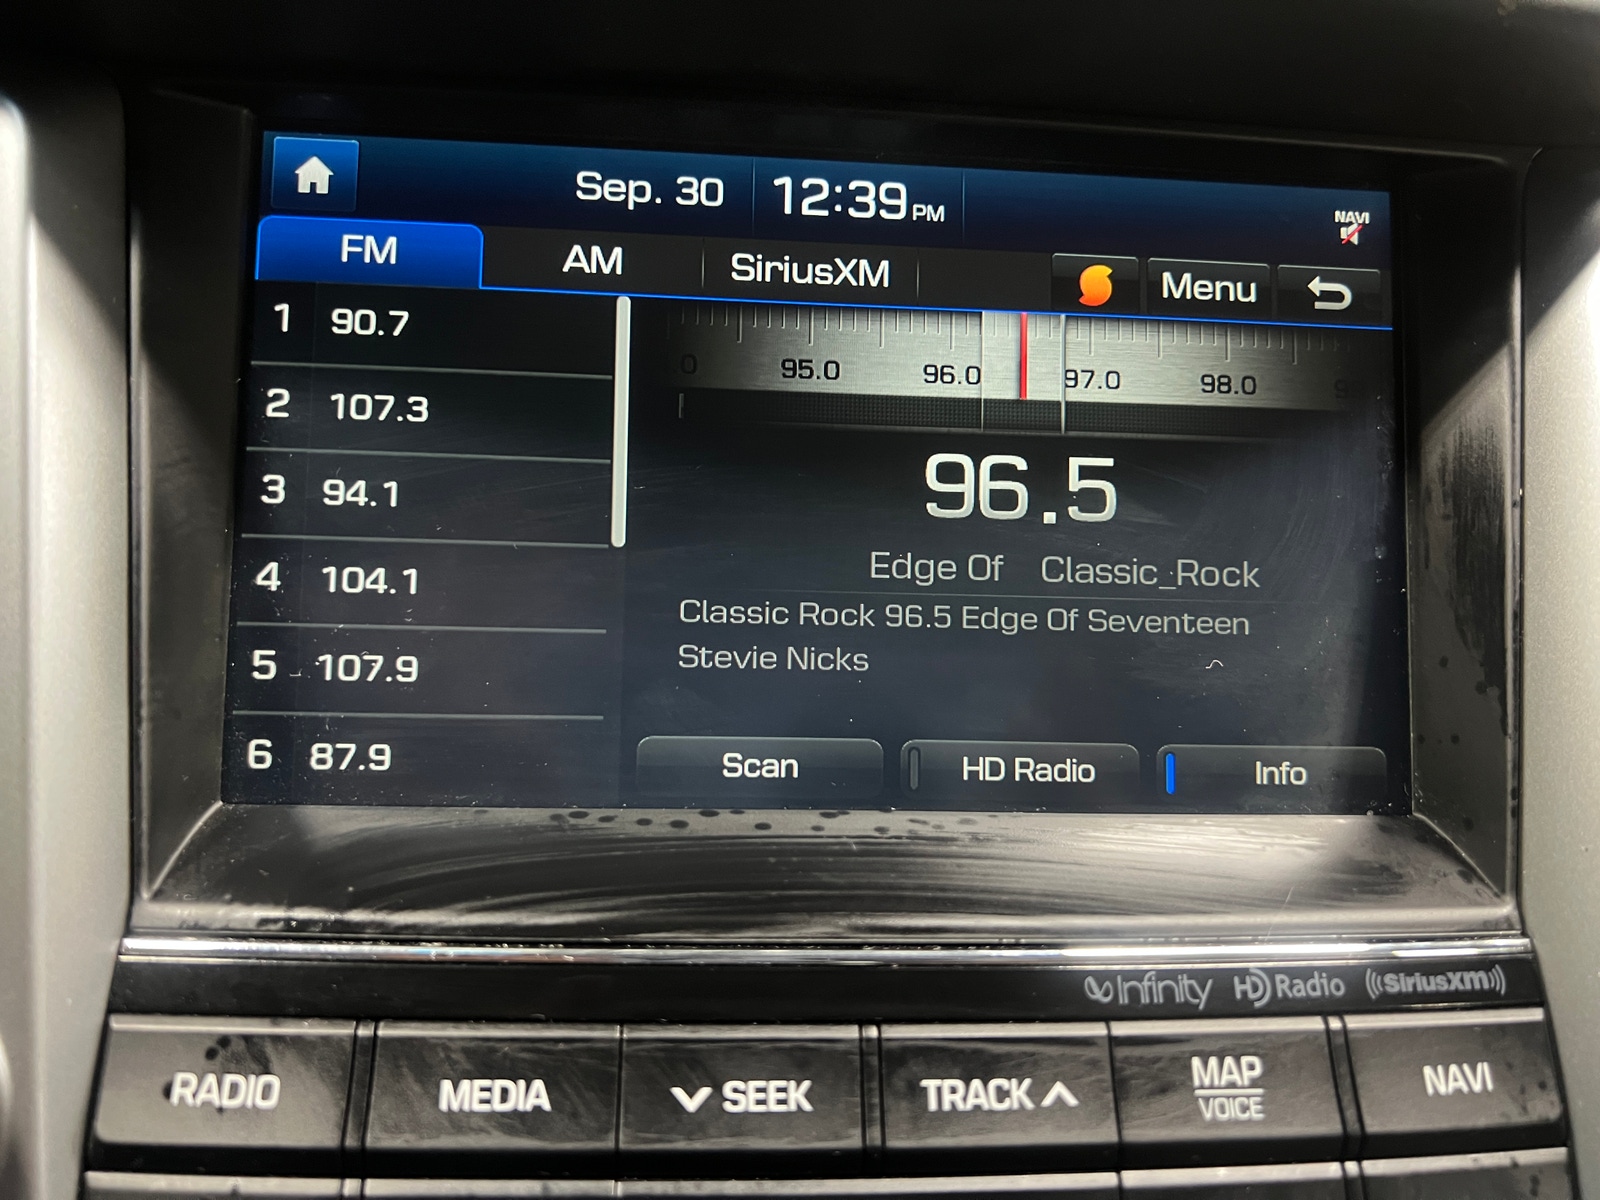 Sep. 30 12:39 PM
NAVI
FM AM SiriusXM Menu
1 90.7
2 107.3
3 94.1
4 104.1
5 107.9
6 87.9
95.0 96.0 97.0 98.0
96.5
Edge Of Classic_Rock
Classic Rock 96.5 Edge Of Seventeen
Stevie Nicks
Scan HD Radio Info
Infinity HD Radio SiriusXM
RADIO MEDIA SEEK TRACK MAP VOICE NAVI